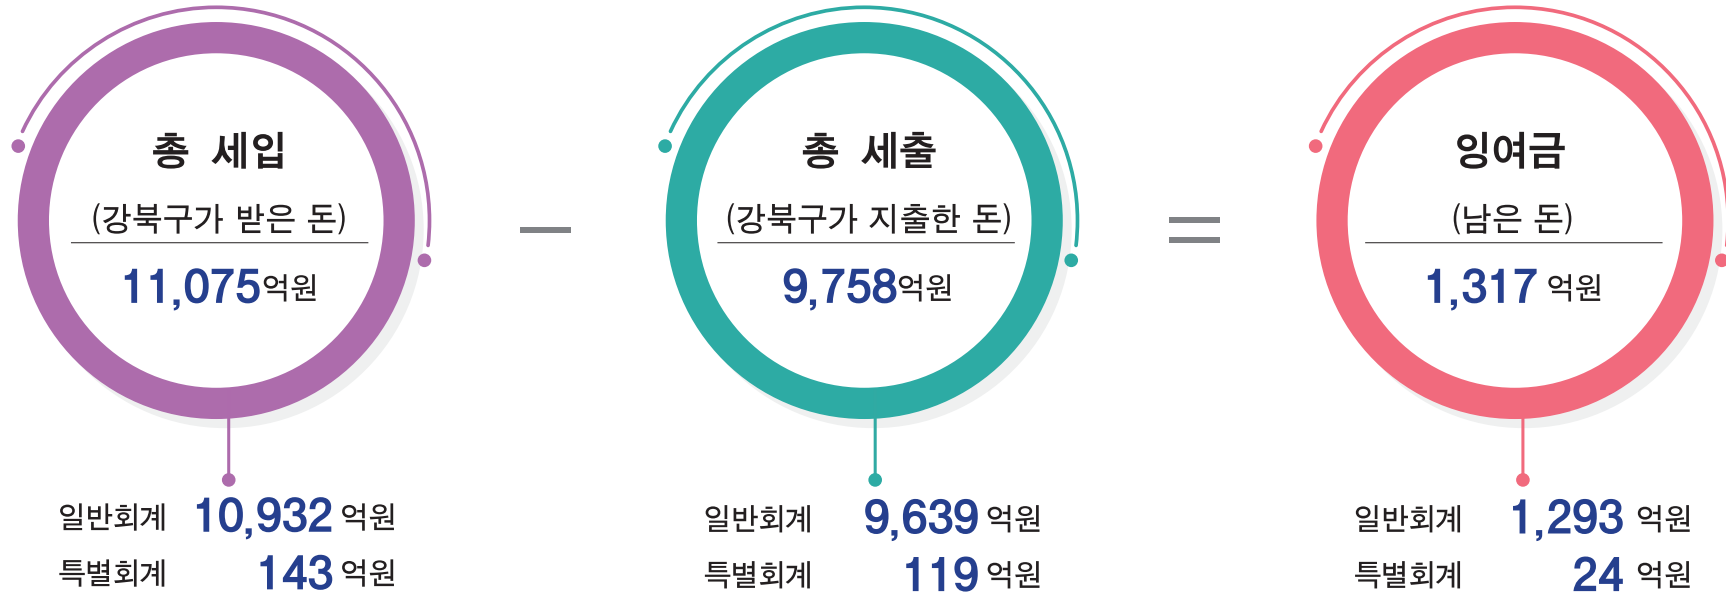 총 세입
(강북구가 받은 돈)
11,075억원
일반회계 10,932 억원
특별회계 143 억원
–
총 세출
(강북구가 지출한 돈)
9,758억원
일반회계 9,639 억원
특별회계 119 억원
=
잉여금
(남은 돈)
1,317 억원
일반회계 1,293 억원
특별회계 24 억원